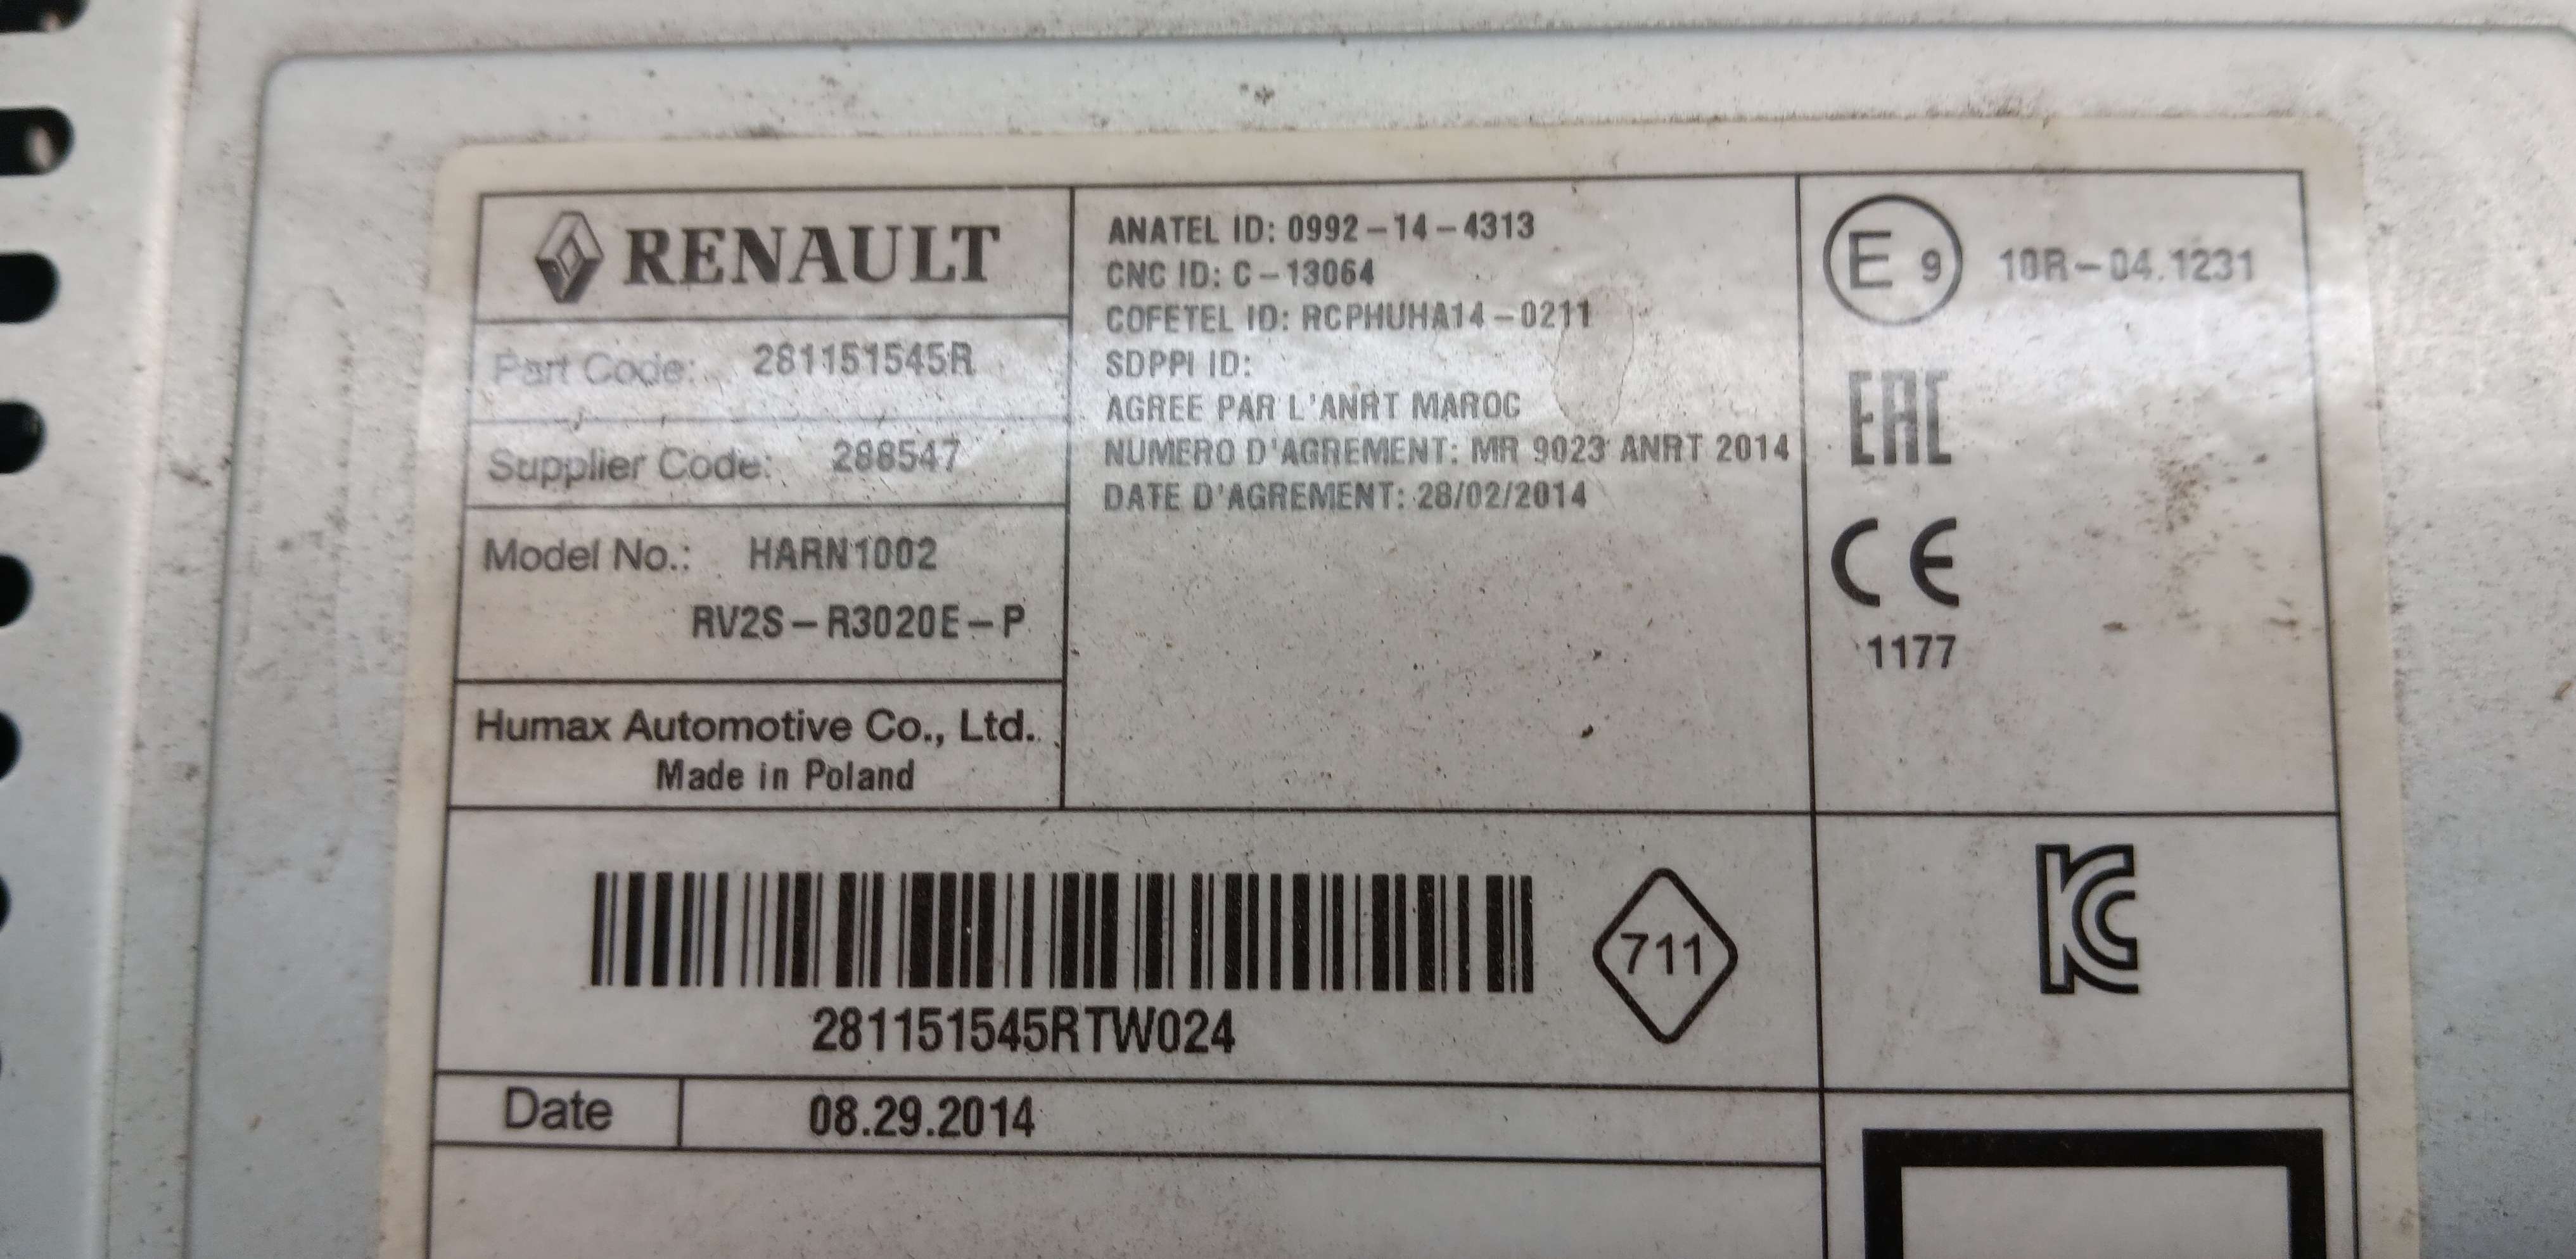 RENAULT
Part Code: 281151545R
Supplier Code: 288547
Model No.: HARN1002
RV2S-R3020E-P
Humax Automotive Co., Ltd.
Made in Poland
ANATEL ID: 0992-14-4313
CNC ID: C-13064
COFETEL ID: RCPHUHA14-0211
SDPPI ID:
AGREE PAR L'ANRT MAROC
NUMERO D'AGREMENT: MR 9023 ANRT 2014
DATE D'AGREMENT: 28/02/2014
E 9 10R-04.1231
EAC
CE
1177
281151545RTW024
711
KC
Date 08.29.2014